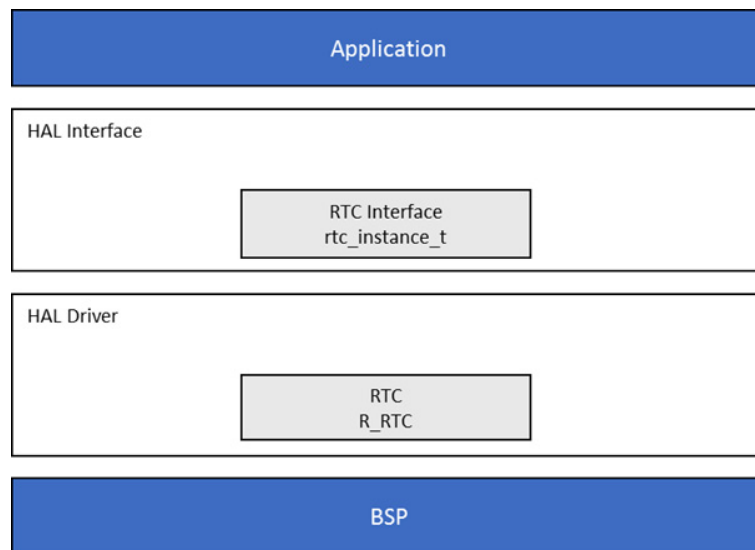 Application
HAL Interface
RTC Interface
rtc_instance_t
HAL Driver
RTC
R_RTC
BSP